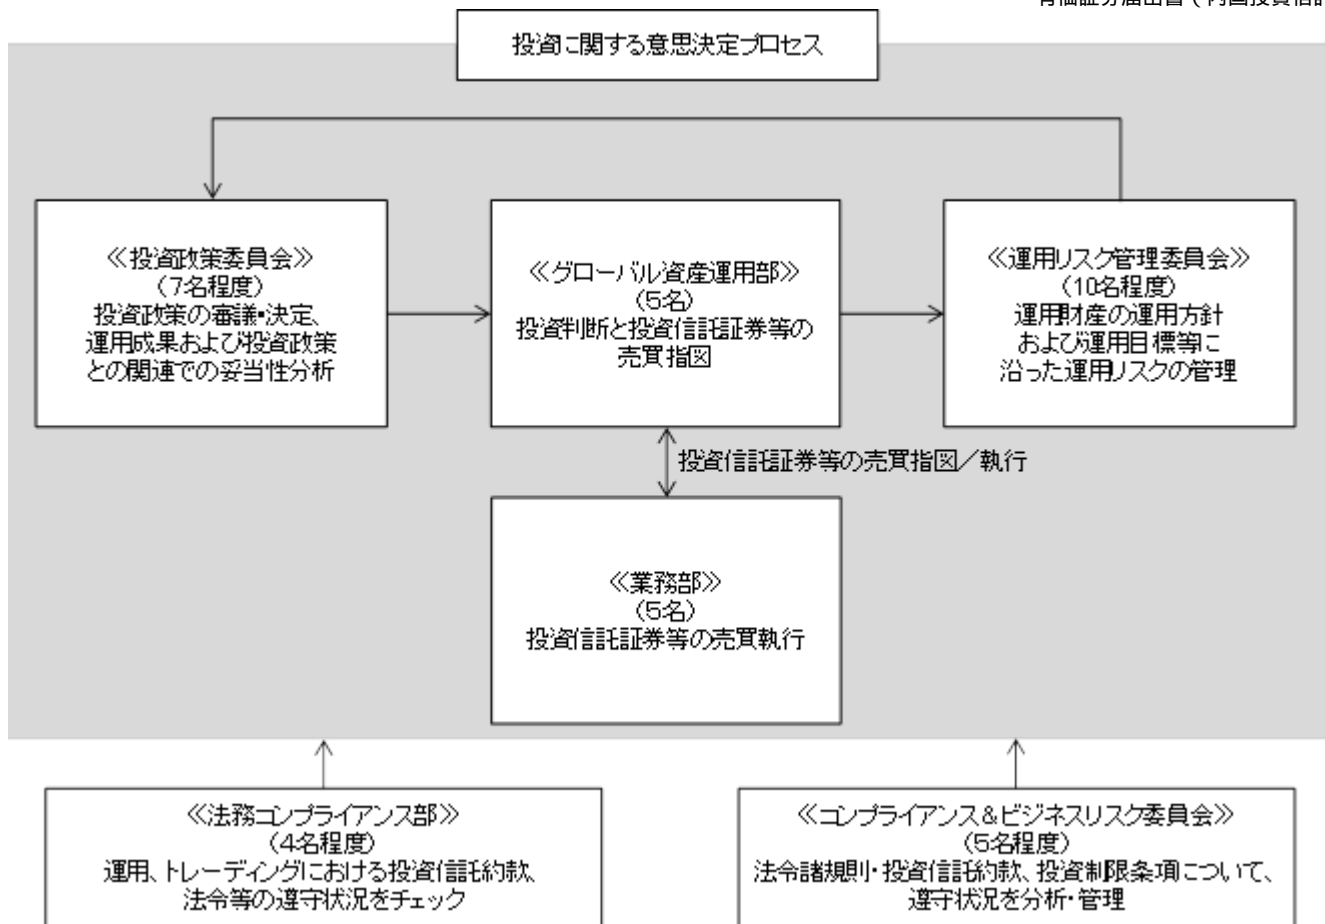 投資に関する意思決定プロセス
≪投資政策委員会≫
(7名程度)
投資政策の審議・決定、
運用成果および投資政策
との関連での妥当性分析
≪グローバル資産運用部≫
(5名)
投資判断と投資信託証券等の
売買指図
≪運用リスク管理委員会≫
(10名程度)
運用財産の運用方針
および運用目標等に
沿った運用リスクの管理
投資信託証券等の売買指図／執行
≪業務部≫
(5名)
投資信託証券等の売買執行
≪法務コンプライアンス部≫
(4名程度)
運用、トレーディングにおける投資信託約款、
法令等の遵守状況をチェック
≪コンプライアンス＆ビジネスリスク委員会≫
(5名程度)
法令諸規則・投資信託約款、投資制限条項について、
遵守状況を分析・管理